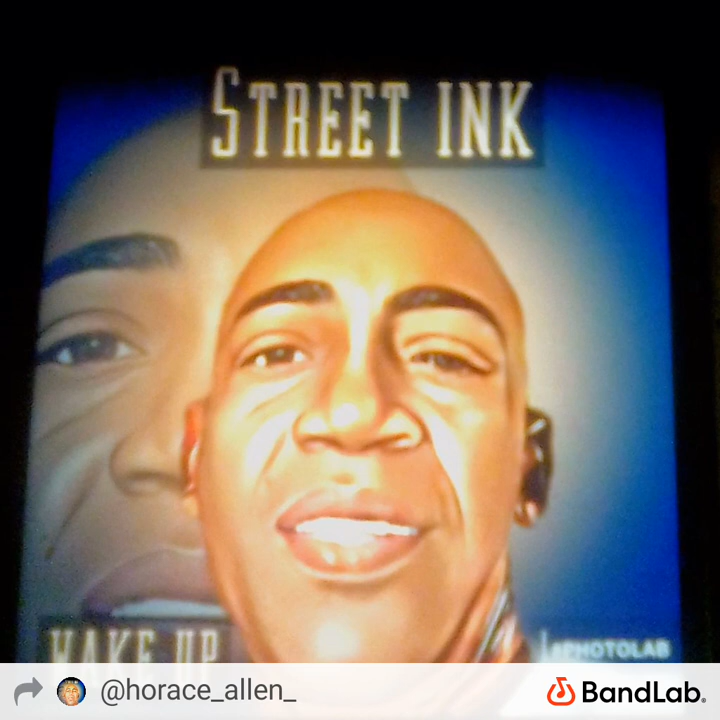 STREET INK
WAKE UP
#PHOTOLAB
@horace_allen_
BandLab.